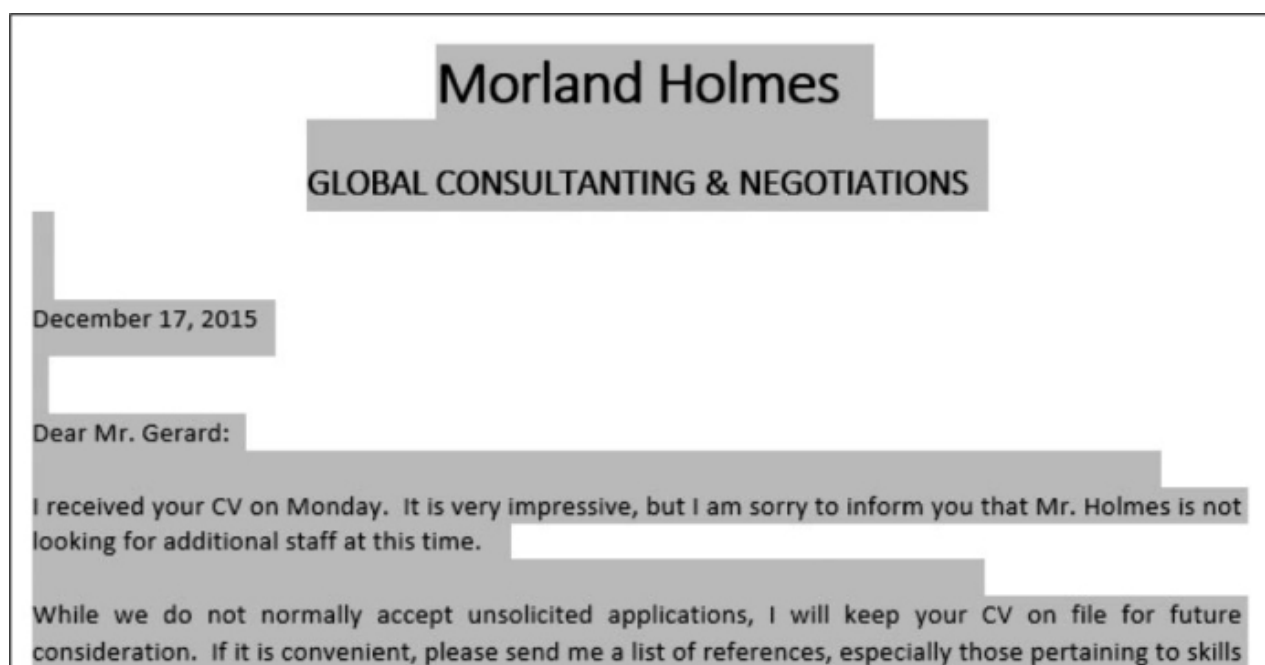 Morland Holmes
GLOBAL CONSULTANTING & NEGOTIATIONS
December 17, 2015
Dear Mr. Gerard:
I received your CV on Monday.  It is very impressive, but I am sorry to inform you that Mr. Holmes is not
looking for additional staff at this time.
While we do not normally accept unsolicited applications, I will keep your CV on file for future
consideration.  If it is convenient, please send me a list of references, especially those pertaining to skills